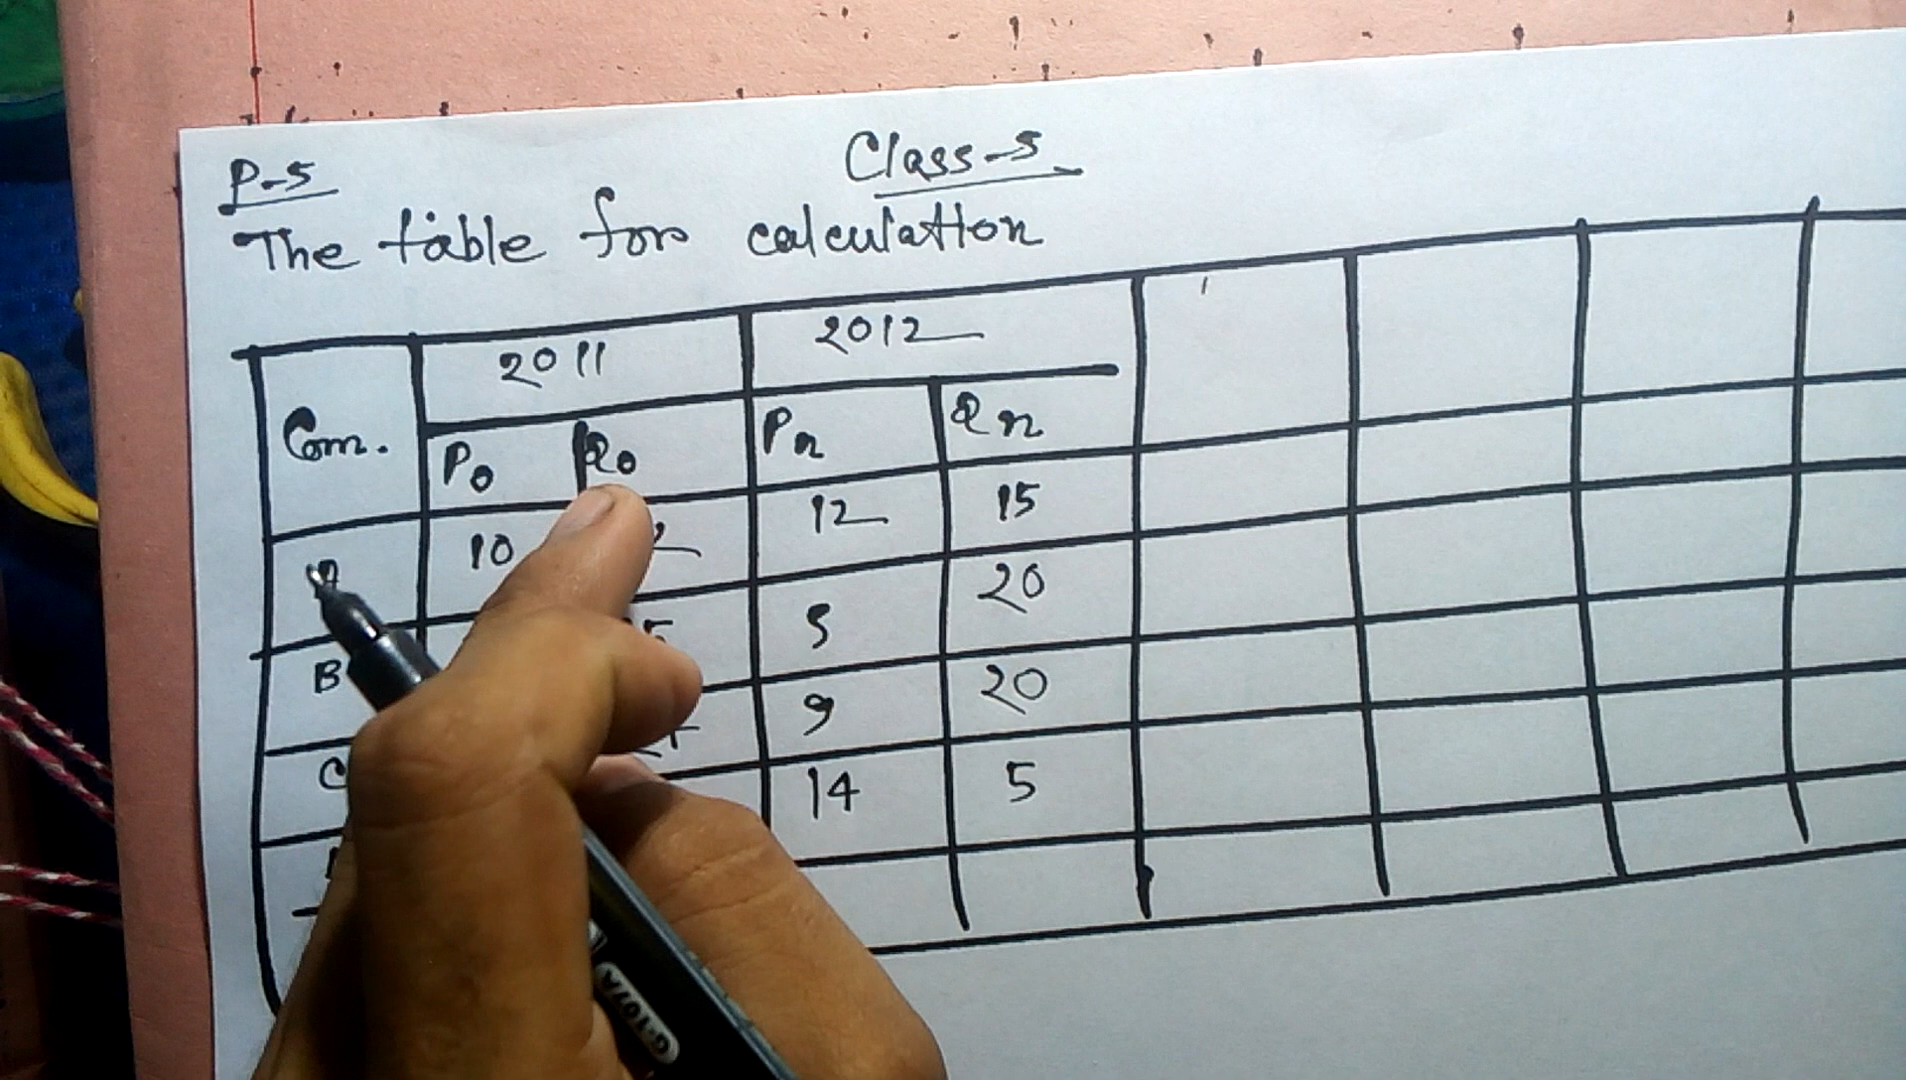 Class-5
P-5
The table for calculation
Com. 2011 2012
P₀ Q₀ Pn Qn
A 10 12 15
B 5 20
C 9 20
14 5
G-107A